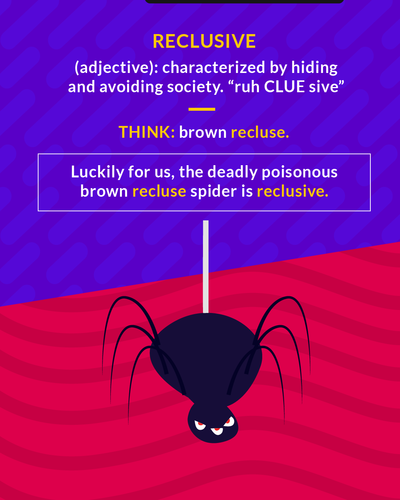 RECLUSIVE
(adjective): characterized by hiding
and avoiding society. “ruh CLUE sive”
THINK: brown recluse.
Luckily for us, the deadly poisonous
brown recluse spider is reclusive.